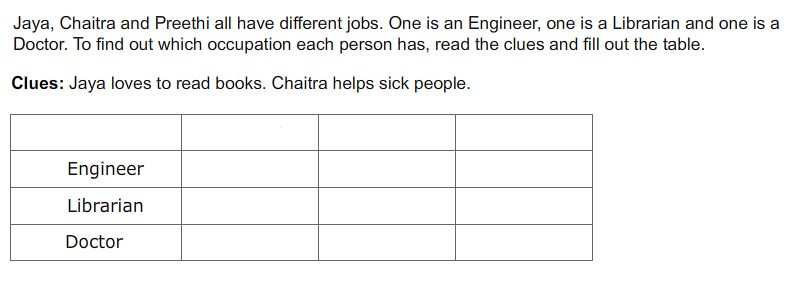 Jaya, Chaitra and Preethi all have different jobs. One is an Engineer, one is a Librarian and one is a
Doctor. To find out which occupation each person has, read the clues and fill out the table.
Clues: Jaya loves to read books. Chaitra helps sick people.
Engineer
Librarian
Doctor